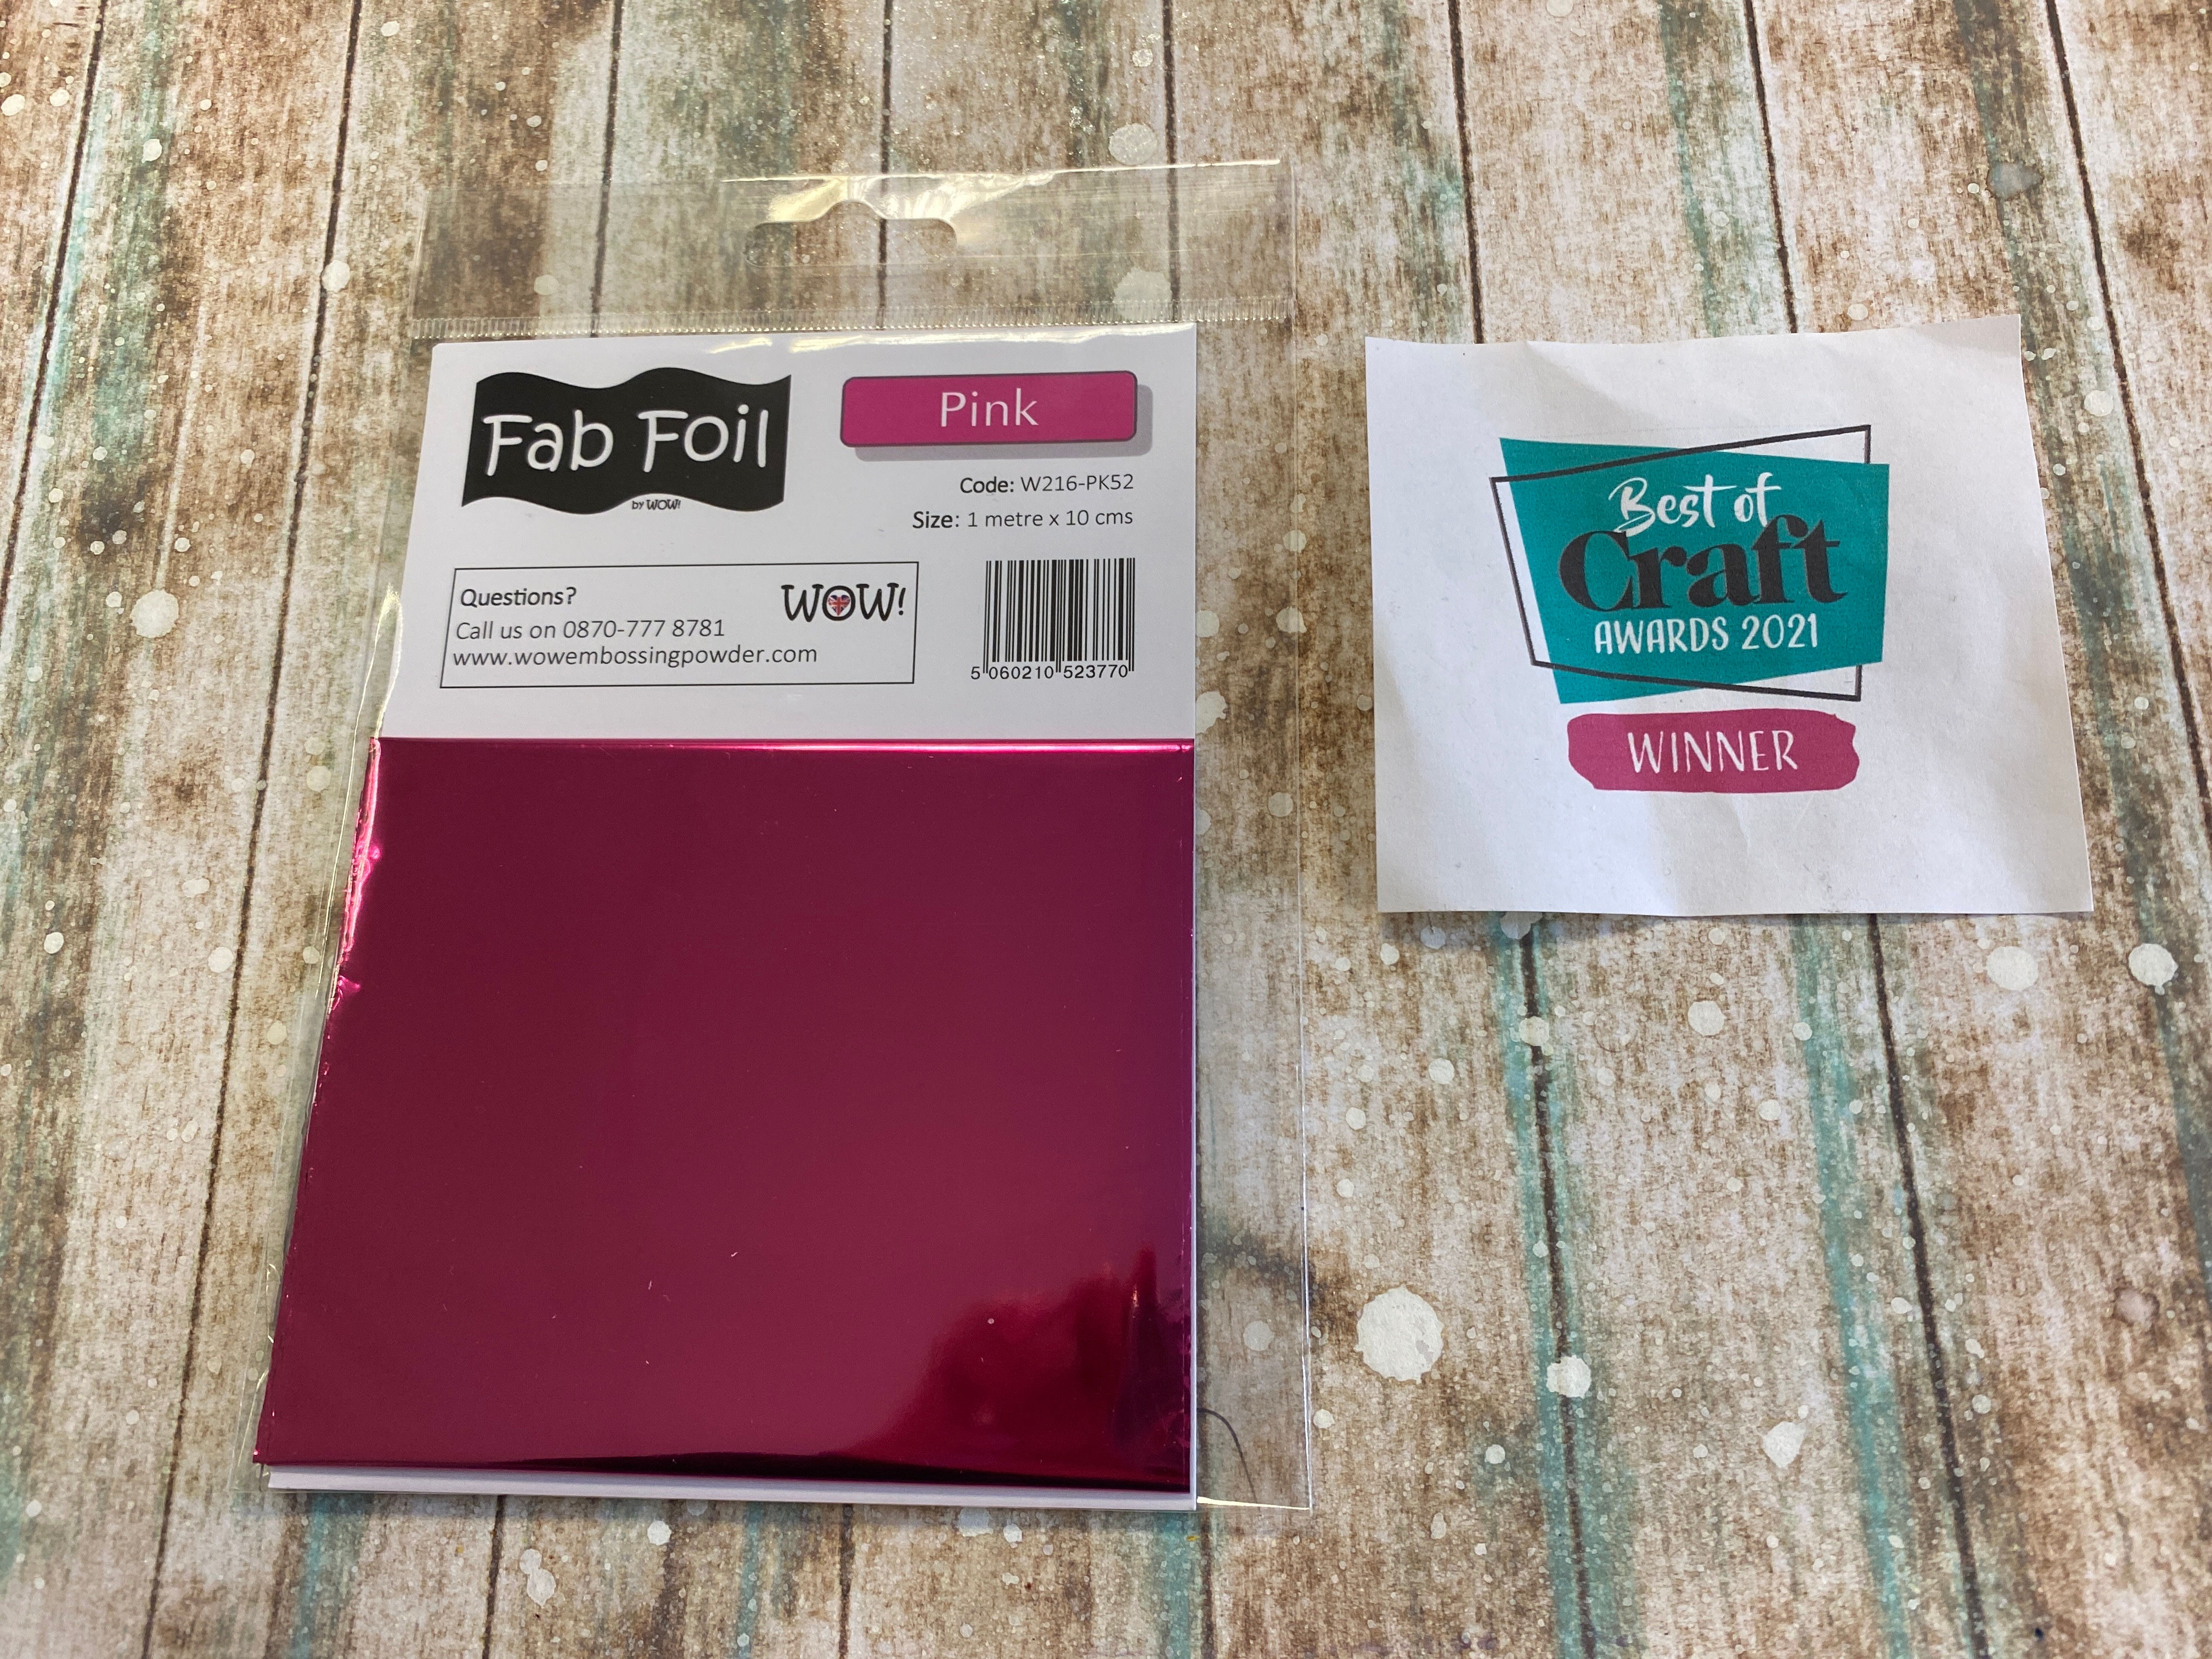 Fab Foil
by WOW!
Pink
Code: W216-PK52
Size: 1 metre x 10 cms
Questions?
Call us on 0870-777 8781
www.wowembossingpowder.com
WOW!
5 060210 523770
Best of
Craft
AWARDS 2021
WINNER